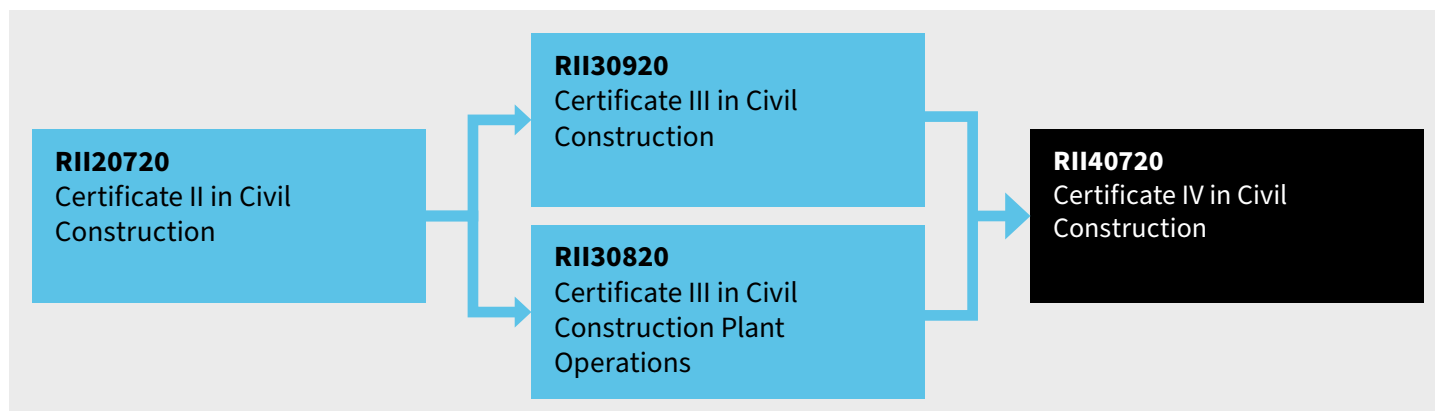 RII20720
Certificate II in Civil
Construction
RII30920
Certificate III in Civil
Construction
RII30820
Certificate III in Civil
Construction Plant
Operations
RII40720
Certificate IV in Civil
Construction